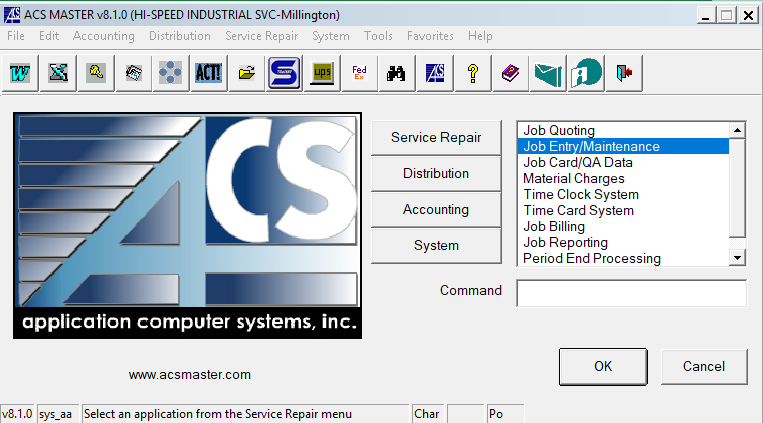 ACS MASTER v8.1.0 (HI-SPEED INDUSTRIAL SVC-Millington)
File Edit Accounting Distribution Service Repair System Tools Favorites Help
W X ACT! S ups Fed Ex AS ? i
ACS
application computer systems, inc.
www.acsmaster.com
Service Repair
Distribution
Accounting
System
Job Quoting
Job Entry/Maintenance
Job Card/QA Data
Material Charges
Time Clock System
Time Card System
Job Billing
Job Reporting
Period End Processing
Command
OK Cancel
v8.1.0 sys_aa Select an application from the Service Repair menu Char Po